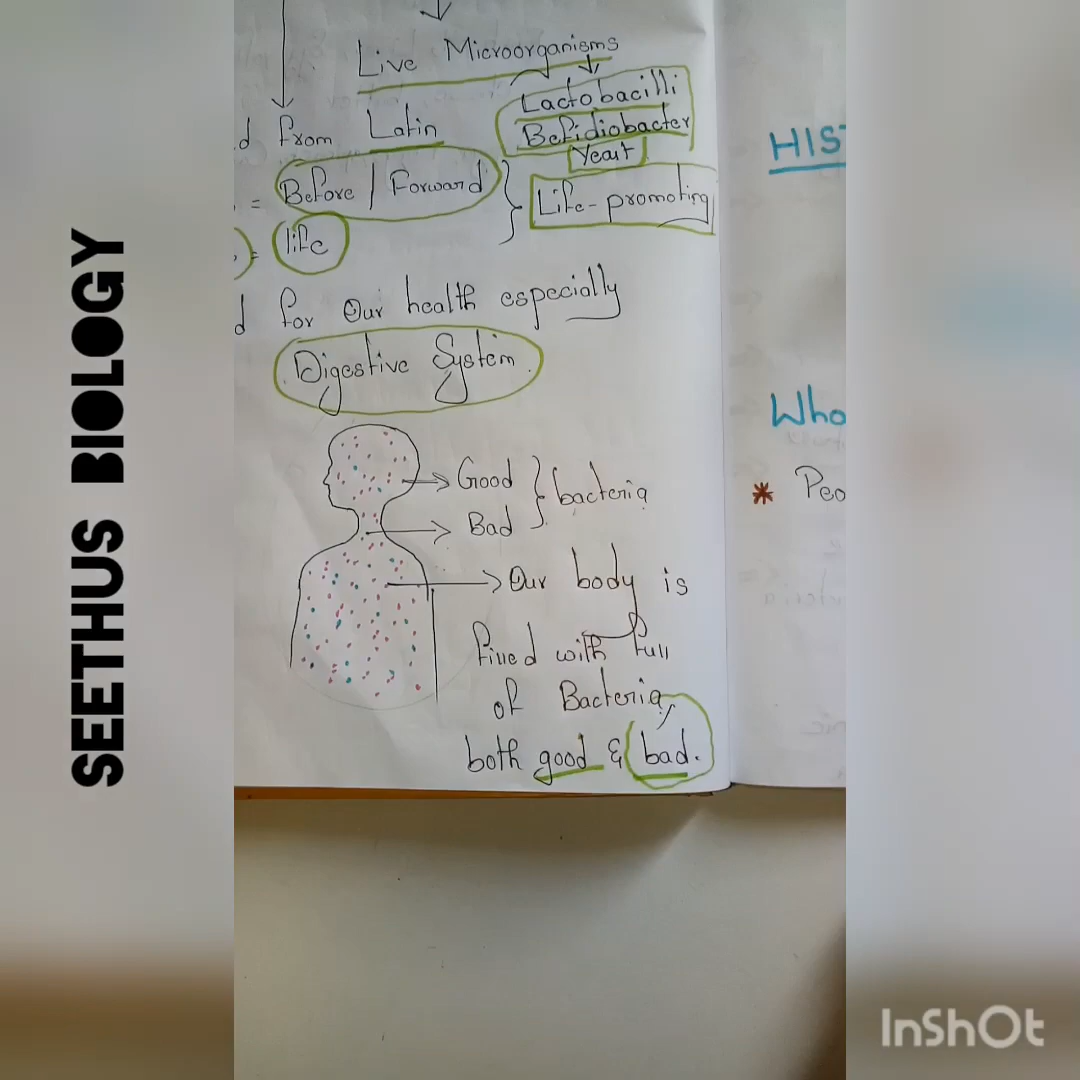 SEETHUS BIOLOGY
Live Microorganisms
Lactobacilli
Befidiobacter
Yeast
d from Latin
= Before / Forward
Life-promoting
= life
d for Our health especially
Digestive System.
Good
Bad
bacteria
Our body is
filled with full
of Bacteria,
both good & bad.
HIST
Who
* Peo
InShOt